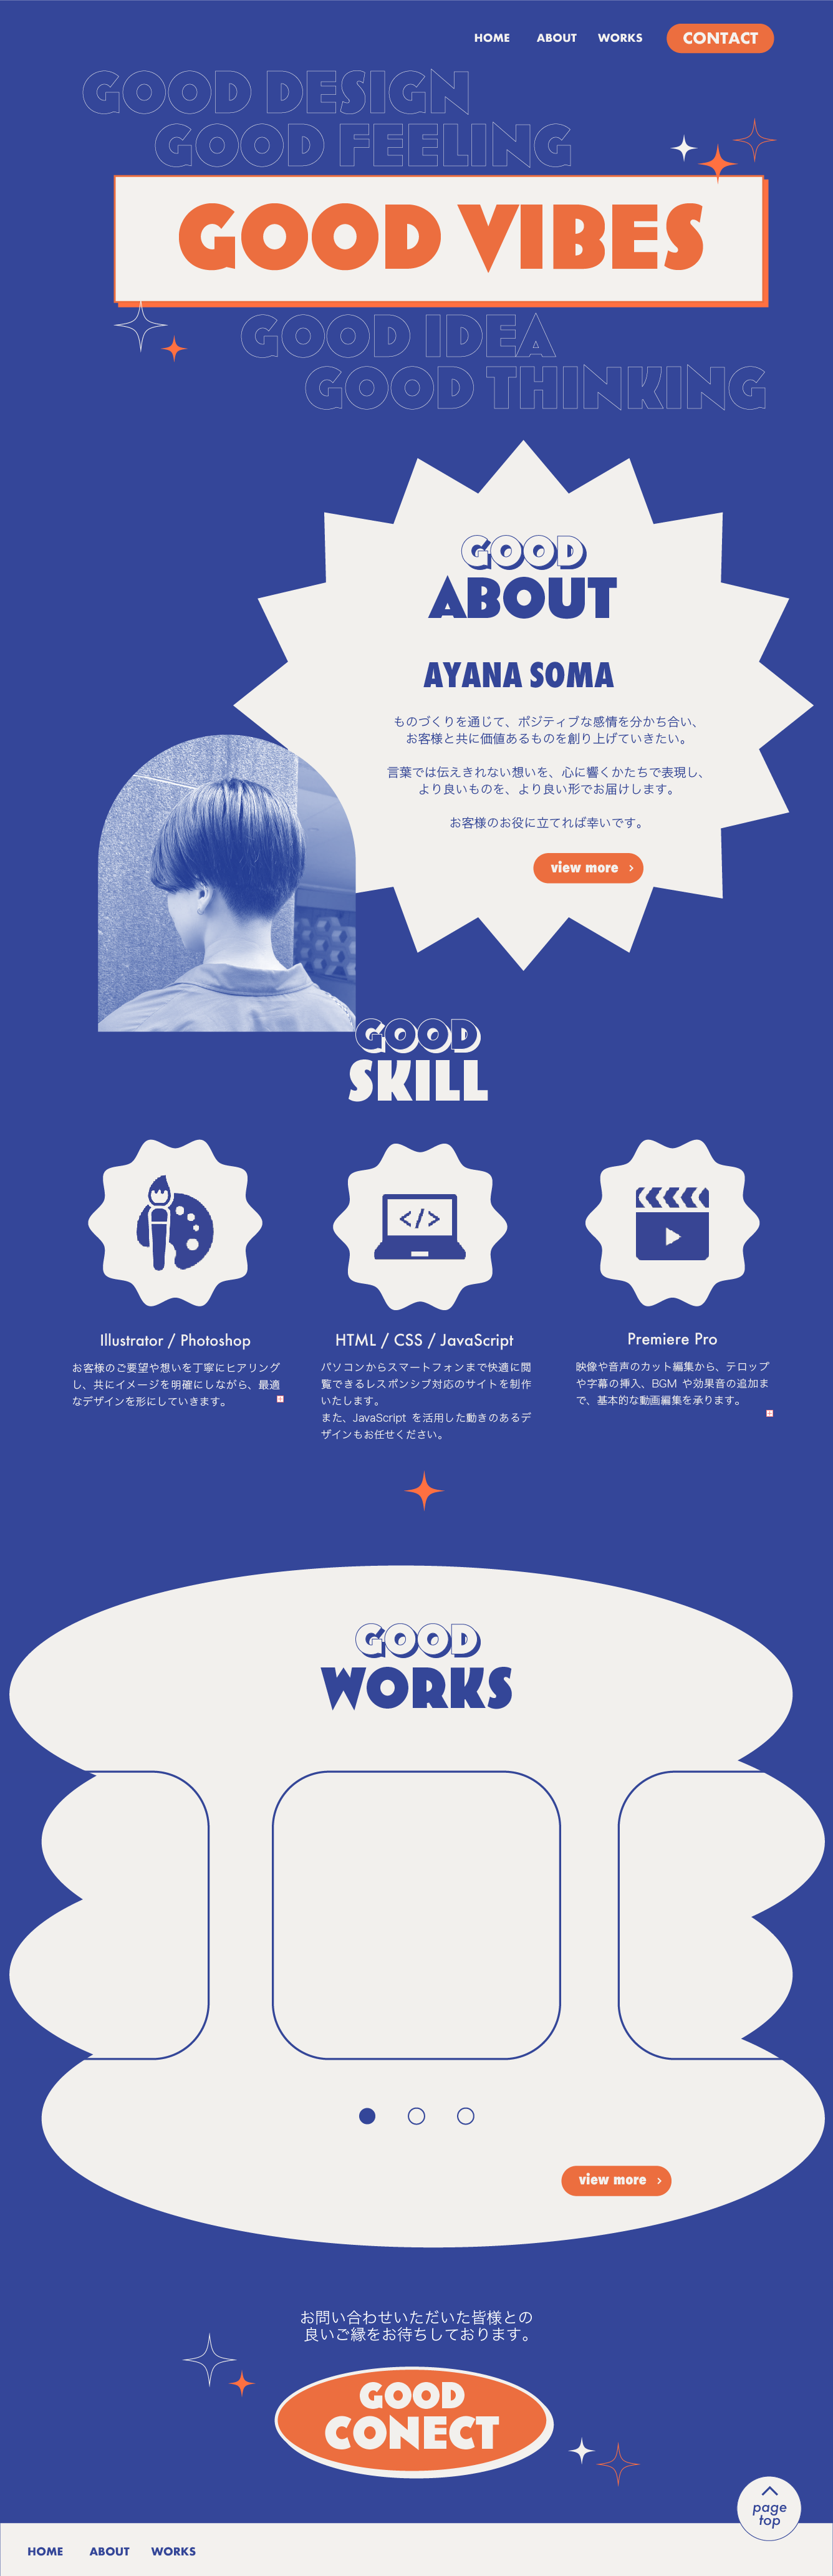 HOME ABOUT WORKS CONTACT
GOOD DESIGN
GOOD FEELING
GOOD VIBES
GOOD IDEA
GOOD THINKING
GOOD
ABOUT
AYANA SOMA
ものづくりを通じて、ポジティブな感情を分かち合い、
お客様と共に価値あるものを創り上げていきたい。
言葉では伝えきれない想いを、心に響くかたちで表現し、
より良いものを、より良い形でお届けします。
お客様のお役に立てれば幸いです。
view more >
GOOD
SKILL
</>
Illustrator / Photoshop
お客様のご要望や想いを丁寧にヒアリング
し、共にイメージを明確にしながら、最適
なデザインを形にしていきます。
HTML / CSS / JavaScript
パソコンからスマートフォンまで快適に閲
覧できるレスポンシブ対応のサイトを制作
いたします。
また、JavaScript を活用した動きのあるデ
ザインもお任せください。
Premiere Pro
映像や音声のカット編集から、テロップ
や字幕の挿入、BGM や効果音の追加ま
で、基本的な動画編集を承ります。
GOOD
WORKS
view more >
お問い合わせいただいた皆様との
良いご縁をお待ちしております。
GOOD
CONECT
page
top
HOME ABOUT WORKS